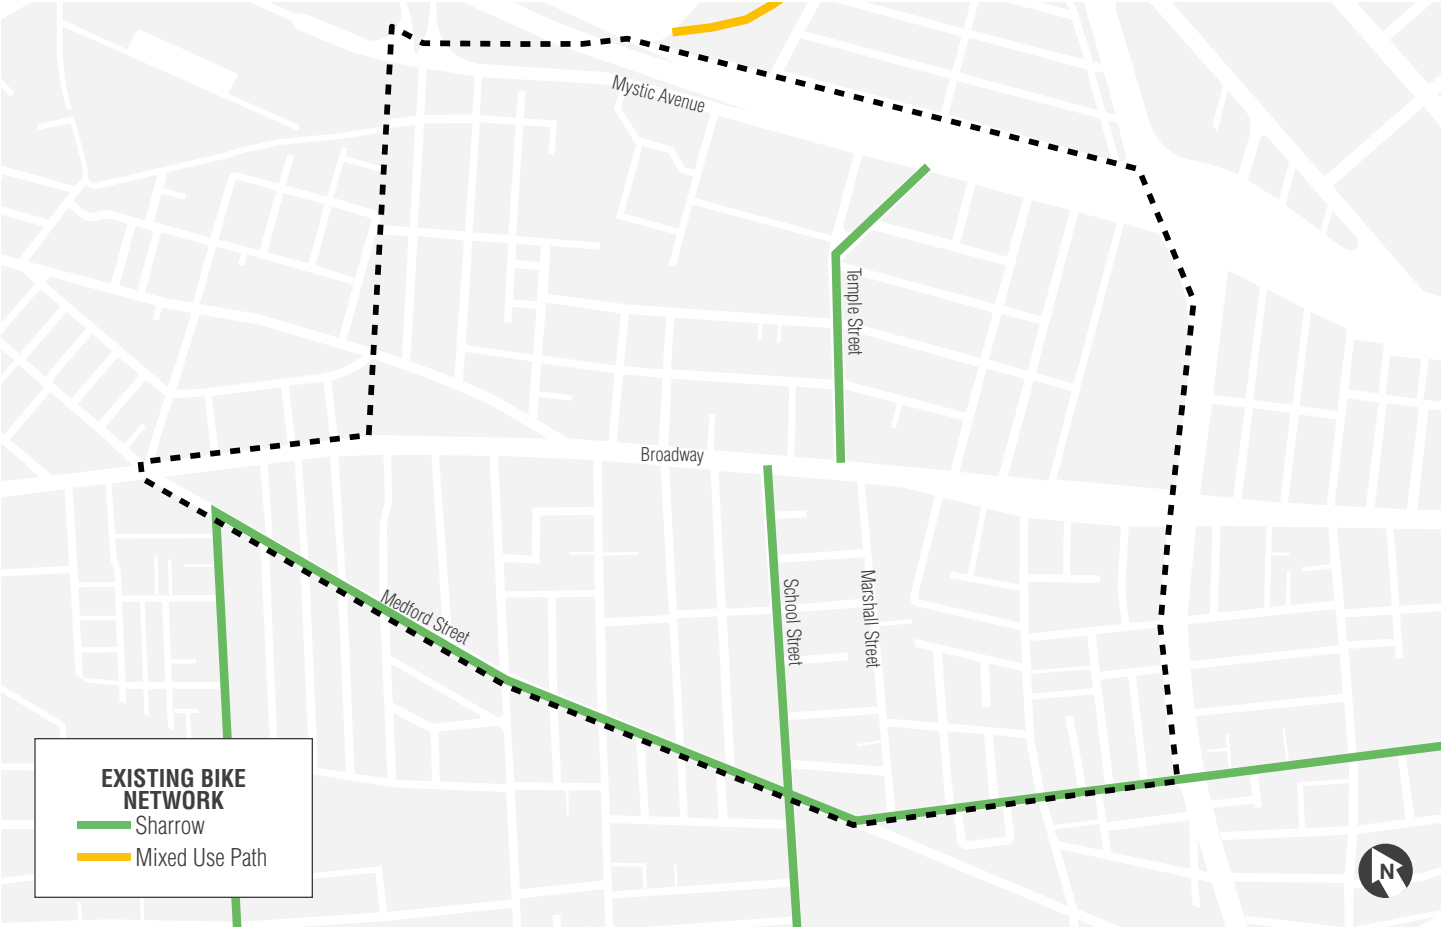 Mystic Avenue
Temple Street
Broadway
Medford Street
School Street
Marshall Street
EXISTING BIKE
NETWORK
Sharrow
Mixed Use Path
N